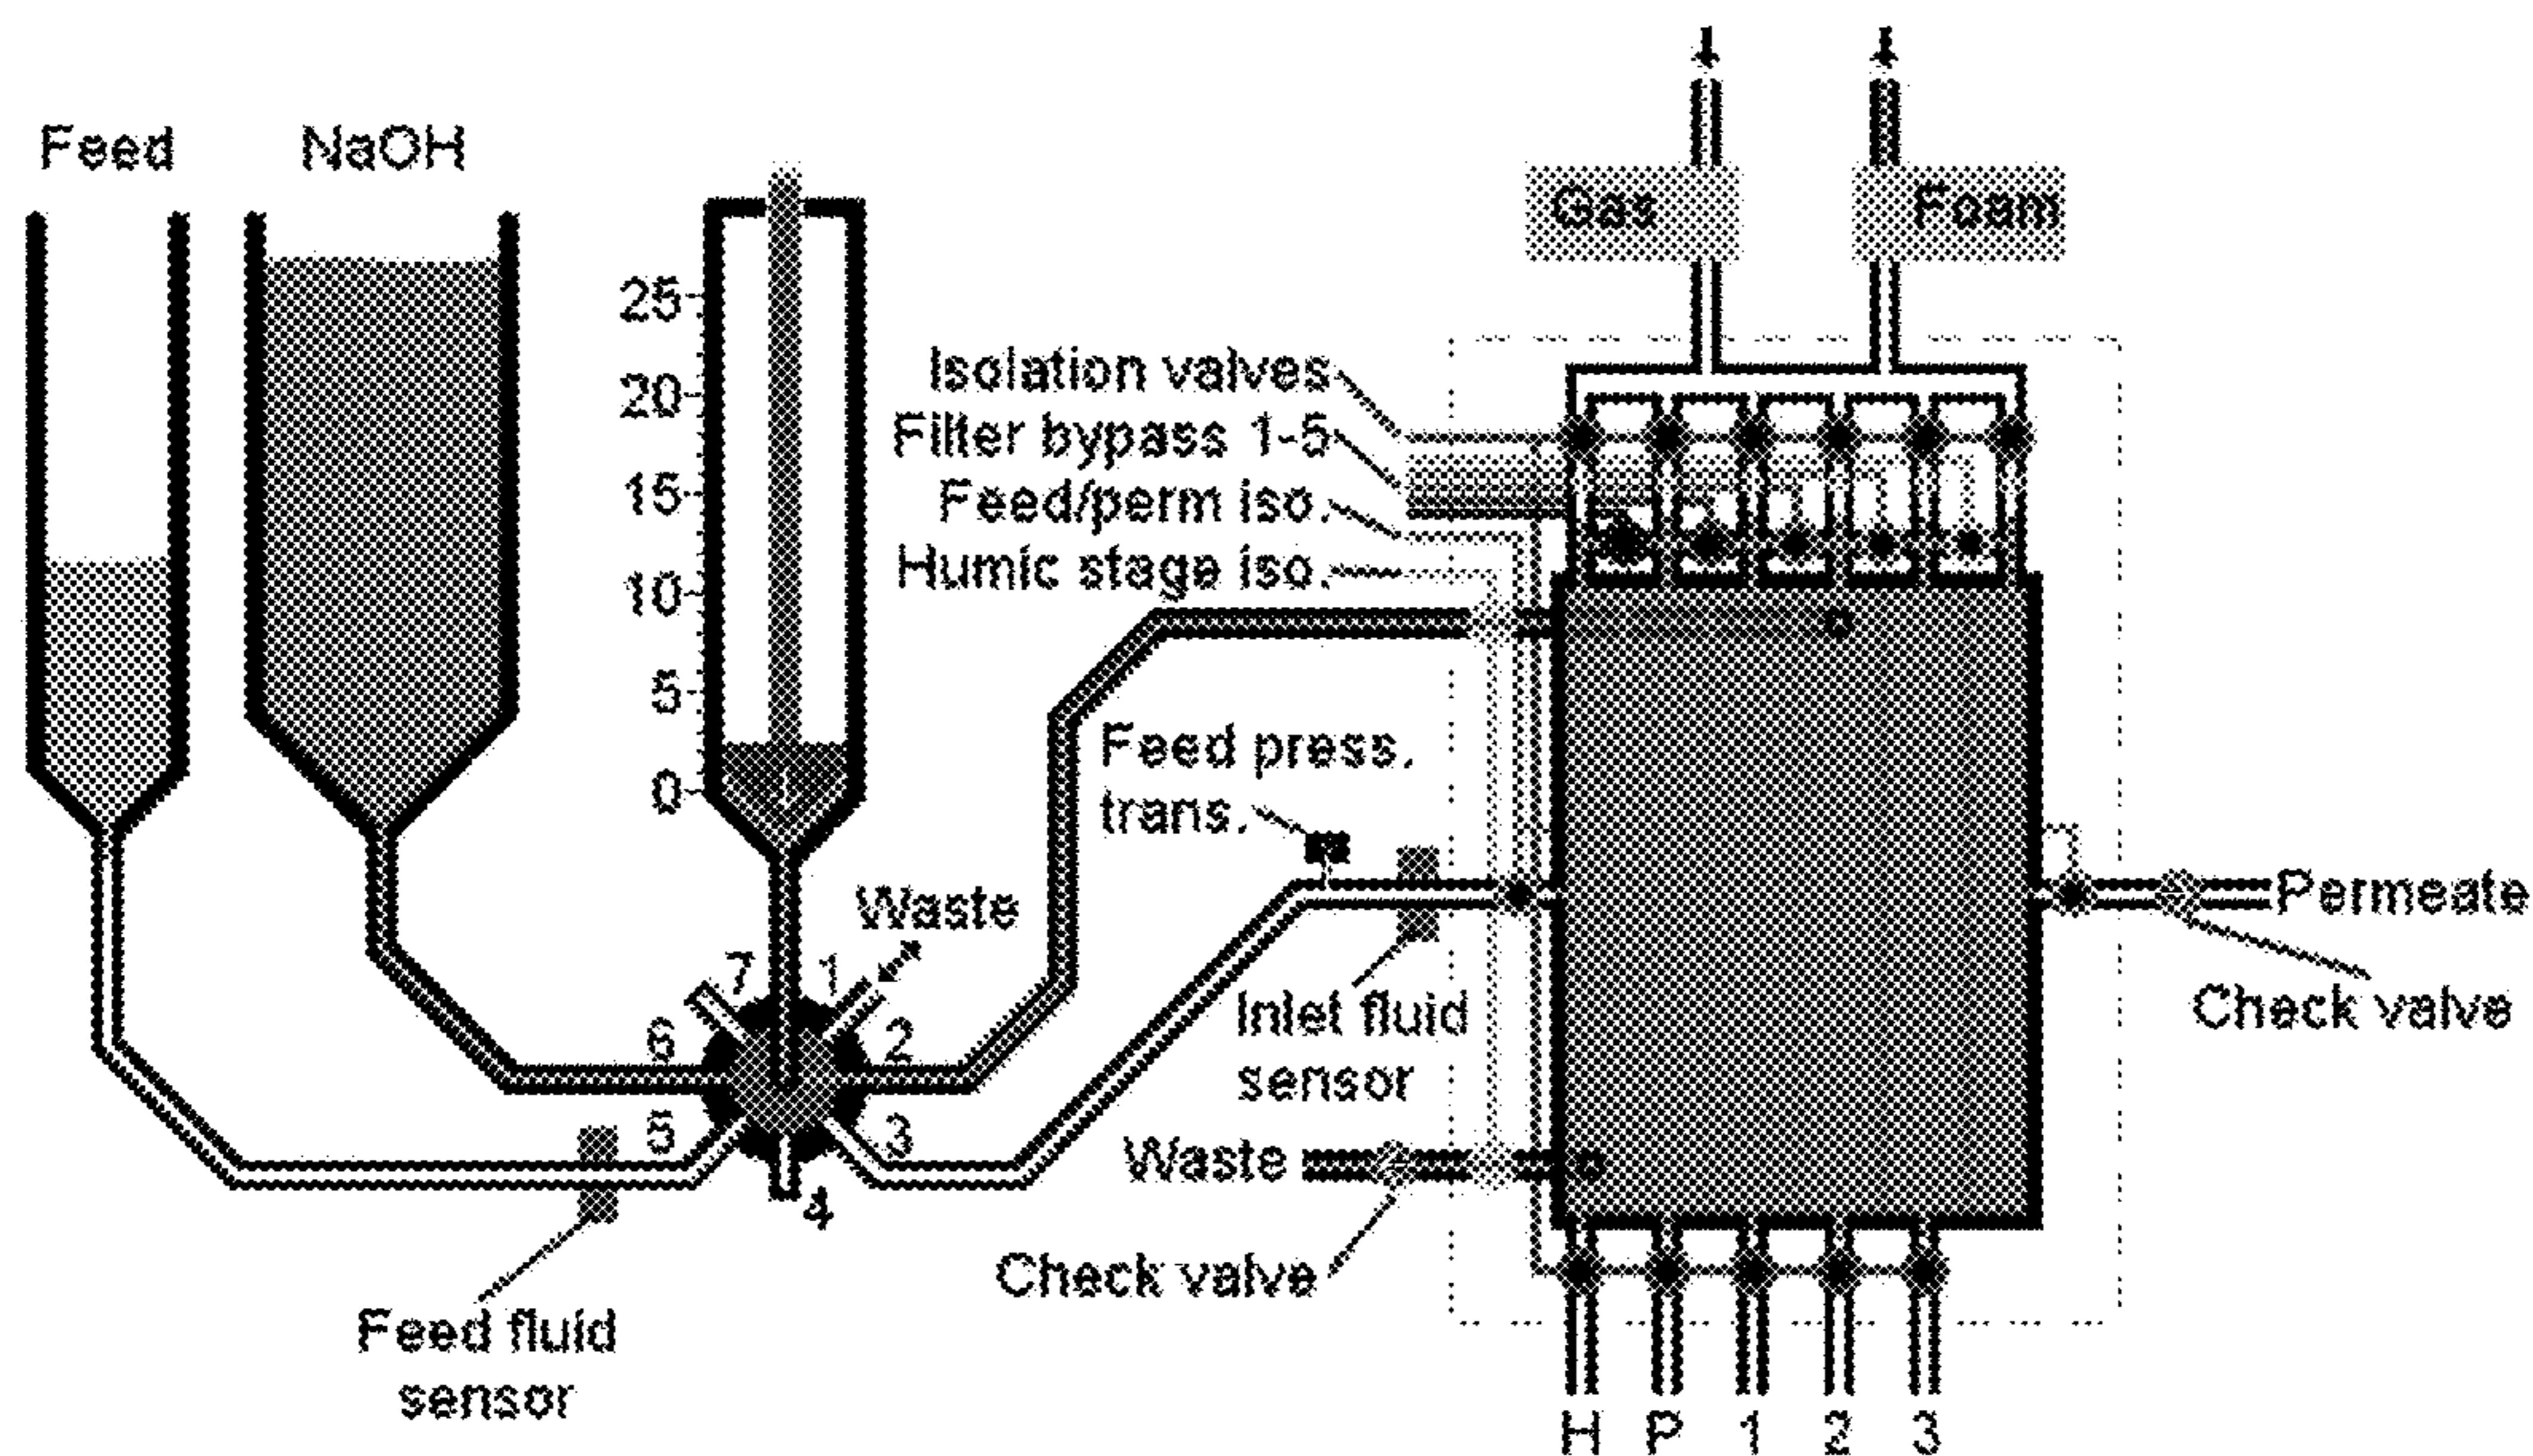 Feed
NaOH
Gas
Foam
25
20
15
10
5
0
Isolation valves
Filter bypass 1-5
Feed/perm iso.
Humic stage iso.
Feed press.
trans.
Waste
7
1
6
2
5
3
4
Inlet fluid
sensor
Permeate
Check valve
Waste
Check valve
Feed fluid
sensor
H P 1 2 3